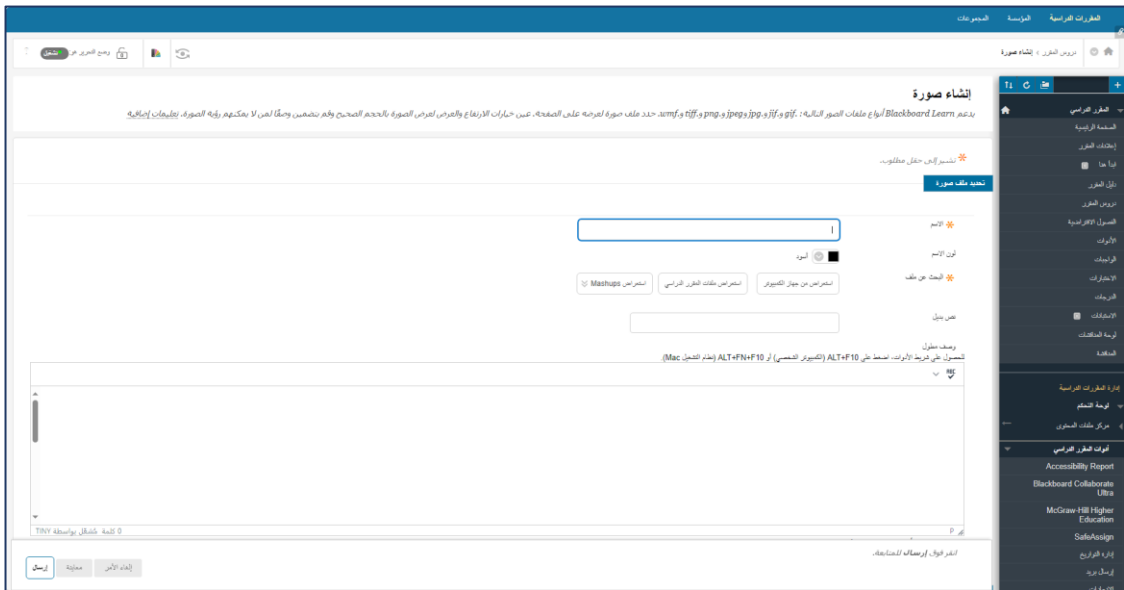 المقررات الدراسية
المؤسسة
المجموعات
دروس المقرر > إنشاء صورة
وضع التحرير هو: تشغيل
إنشاء صورة
يدعم Blackboard Learn أنواع ملفات الصور التالية: .gif و.jif و.jpg و.jpeg و.png و.tiff و.wmf. حدد ملف صورة لعرضه على الصفحة. عين خيارات الارتفاع والعرض لعرض الصورة بالحجم الصحيح وقم بتضمين وصفًا لمن لا يمكنهم رؤية الصورة. تعليمات إضافية
تشير إلى حقل مطلوب.
تحديد ملف صورة
الاسم
لون الاسم
أسود
البحث عن ملف
استعراض من جهاز الكمبيوتر
استعراض ملفات المقرر الدراسي
استعراض Mashups
نص بديل
وصف مطول
للحصول على شريط الأدوات، اضغط على ALT+F10 (الكمبيوتر الشخصي) أو ALT+FN+F10 (نظام التشغيل Mac).
P
0 كلمة مُشغَّل بواسطة TINY
انقر فوق إرسال للمتابعة.
إلغاء الأمر
معاينة
إرسال
المقرر الدراسي
الصفحة الرئيسية
إعلانات المقرر
ابدأ هنا
دليل المقرر
دروس المقرر
الفصول الافتراضية
الأدوات
الواجبات
الاختبارات
الدرجات
الاستبانات
لوحة المناقشات
المناقشة
إدارة المقررات الدراسية
لوحة التحكم
مركز ملفات المحتوى
أدوات المقرر الدراسي
Accessibility Report
Blackboard Collaborate
Ultra
McGraw-Hill Higher
Education
SafeAssign
إدارة التواريخ
إرسال بريد